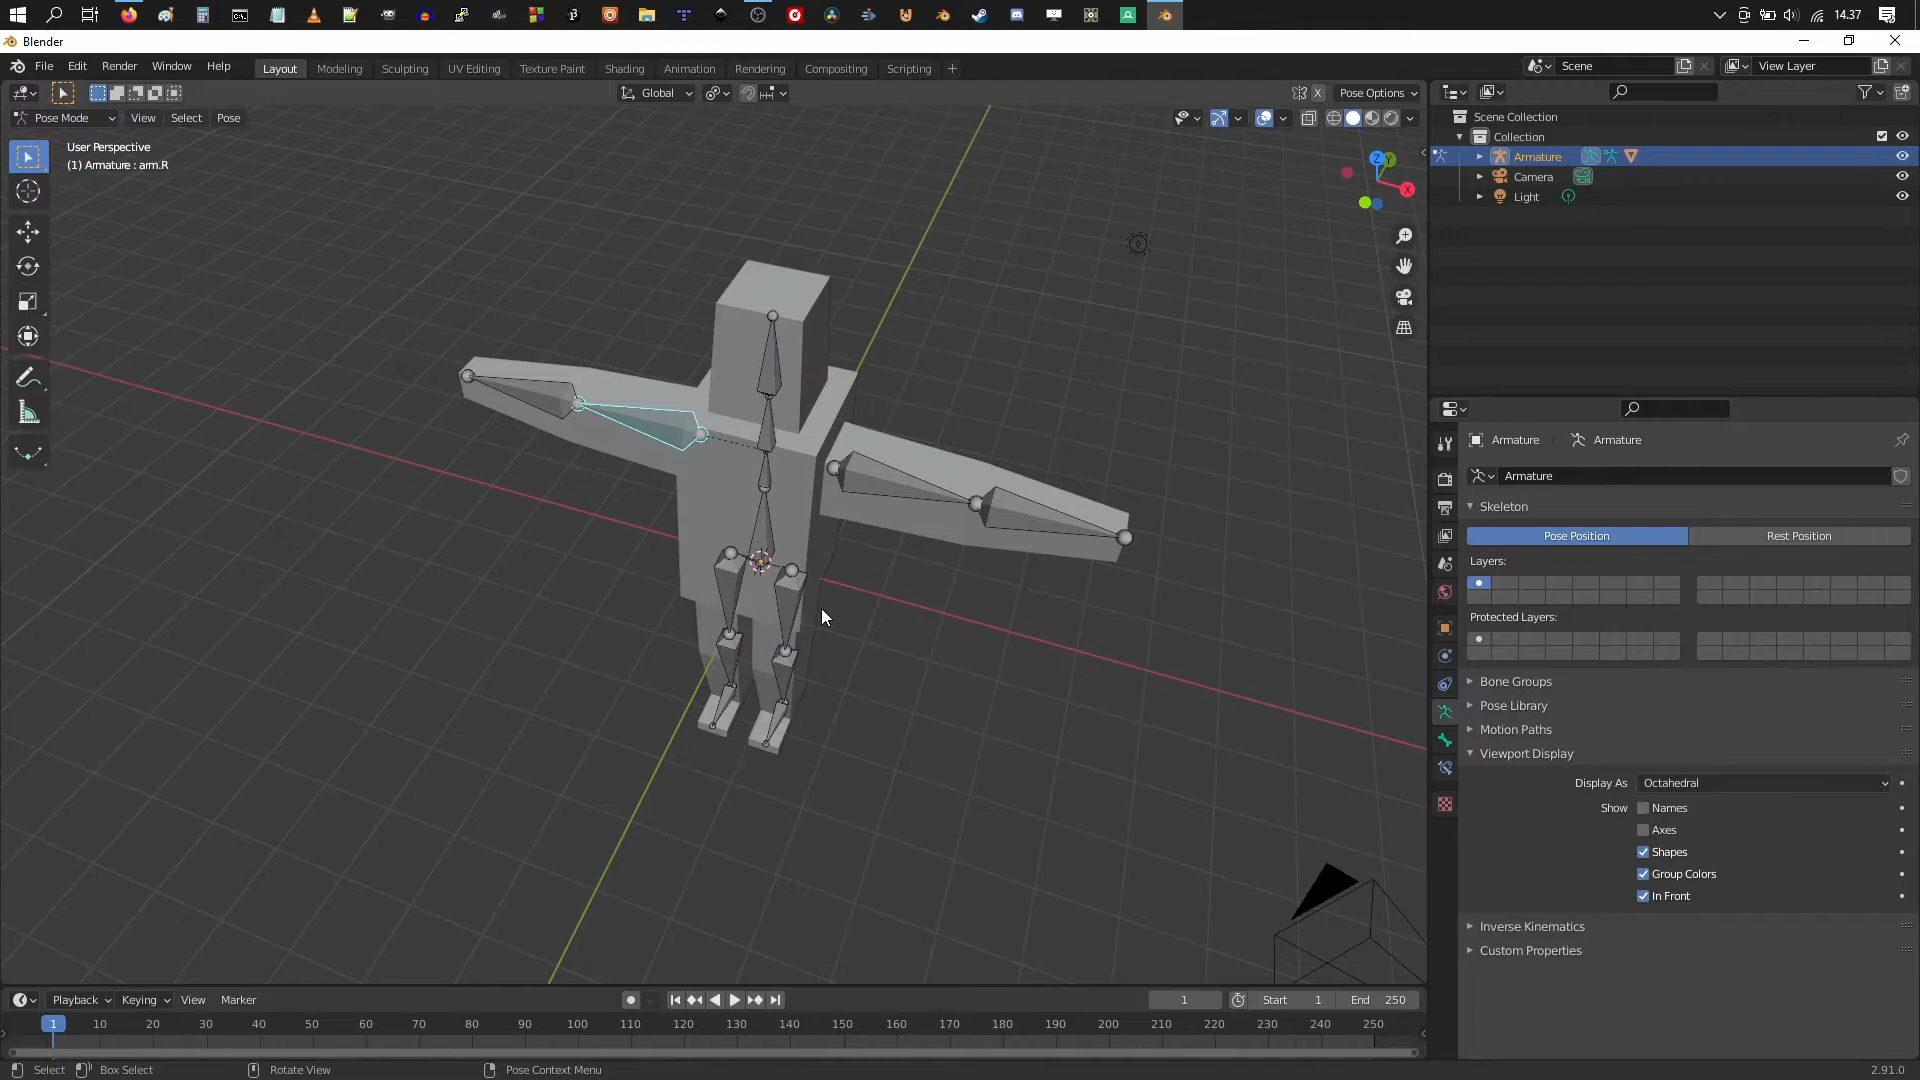 14.37
Blender
File Edit Render Window Help
Layout Modeling Sculpting UV Editing Texture Paint Shading Animation Rendering Compositing Scripting +
Scene
View Layer
Global
Pose Options
Pose Mode View Select Pose
User Perspective
(1) Armature : arm.R
Z
Y
X
Scene Collection
Collection
Armature
Camera
Light
Armature Armature
Armature
Skeleton
Pose Position Rest Position
Layers:
Protected Layers:
Bone Groups
Pose Library
Motion Paths
Viewport Display
Display As Octahedral
Show Names
Axes
Shapes
Group Colors
In Front
Inverse Kinematics
Custom Properties
Playback Keying View Marker
1
Start 1
End 250
1 10 20 30 40 50 60 70 80 90 100 110 120 130 140 150 160 170 180 190 200 210 220 230 240 250
Select Box Select Rotate View Pose Context Menu
2.91.0